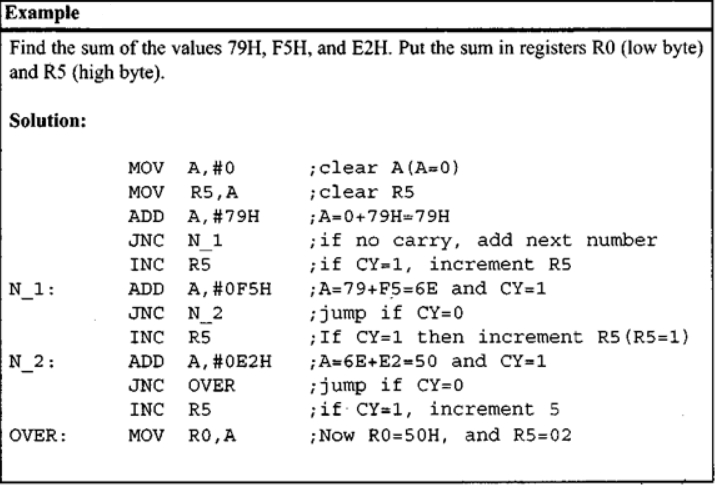 Example
Find the sum of the values 79H, F5H, and E2H. Put the sum in registers R0 (low byte)
and R5 (high byte).
Solution:
MOV A,#0 ;clear A(A=0)
MOV R5,A ;clear R5
ADD A,#79H ;A=0+79H=79H
JNC N_1 ;if no carry, add next number
INC R5 ;if CY=1, increment R5
N_1: ADD A,#0F5H ;A=79+F5=6E and CY=1
JNC N_2 ;jump if CY=0
INC R5 ;If CY=1 then increment R5(R5=1)
N_2: ADD A,#0E2H ;A=6E+E2=50 and CY=1
JNC OVER ;jump if CY=0
INC R5 ;if CY=1, increment 5
OVER: MOV R0,A ;Now R0=50H, and R5=02